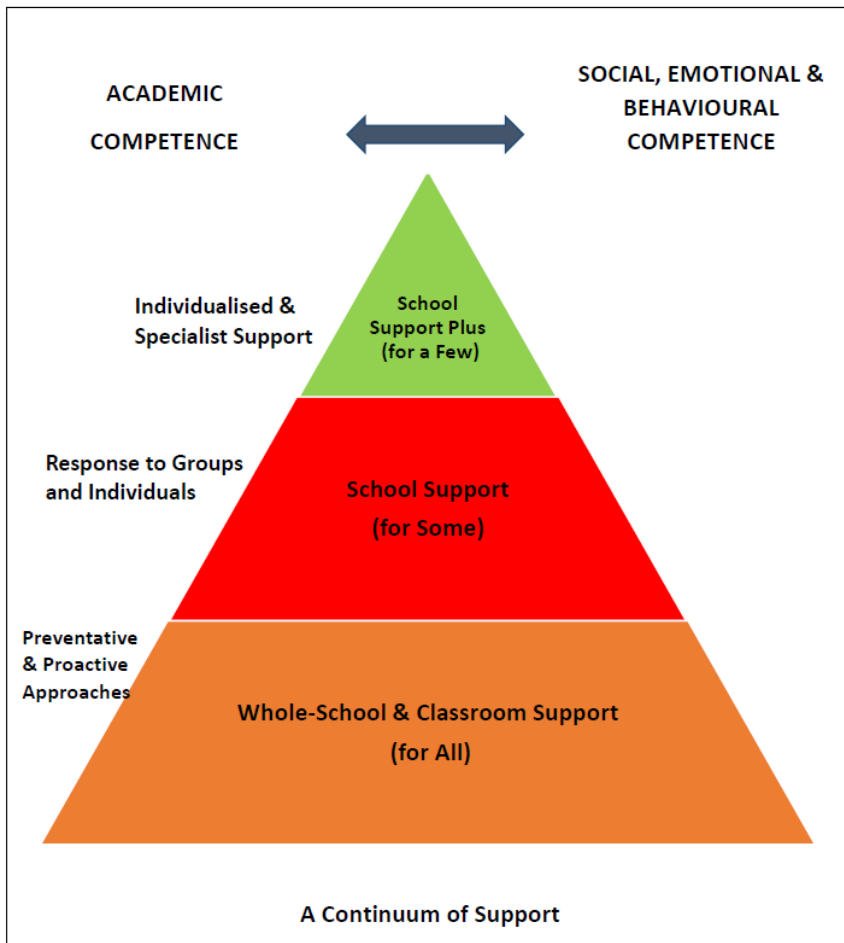 ACADEMIC
COMPETENCE
SOCIAL, EMOTIONAL &
BEHAVIOURAL
COMPETENCE
Individualised &
Specialist Support
School
Support Plus
(for a Few)
Response to Groups
and Individuals
School Support
(for Some)
Preventative
& Proactive
Approaches
Whole-School & Classroom Support
(for All)
A Continuum of Support